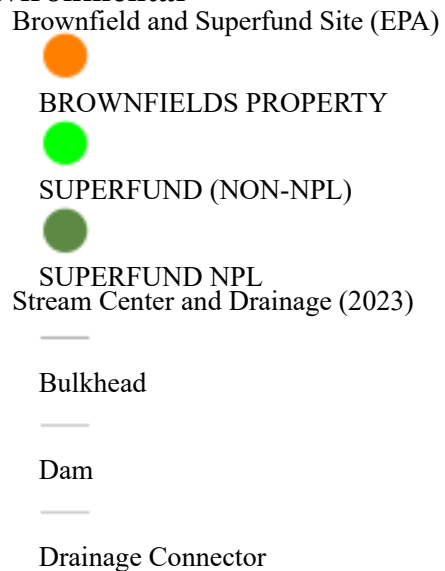 Brownfield and Superfund Site (EPA)
BROWNFIELDS PROPERTY
SUPERFUND (NON-NPL)
SUPERFUND NPL
Stream Center and Drainage (2023)
Bulkhead
Dam
Drainage Connector